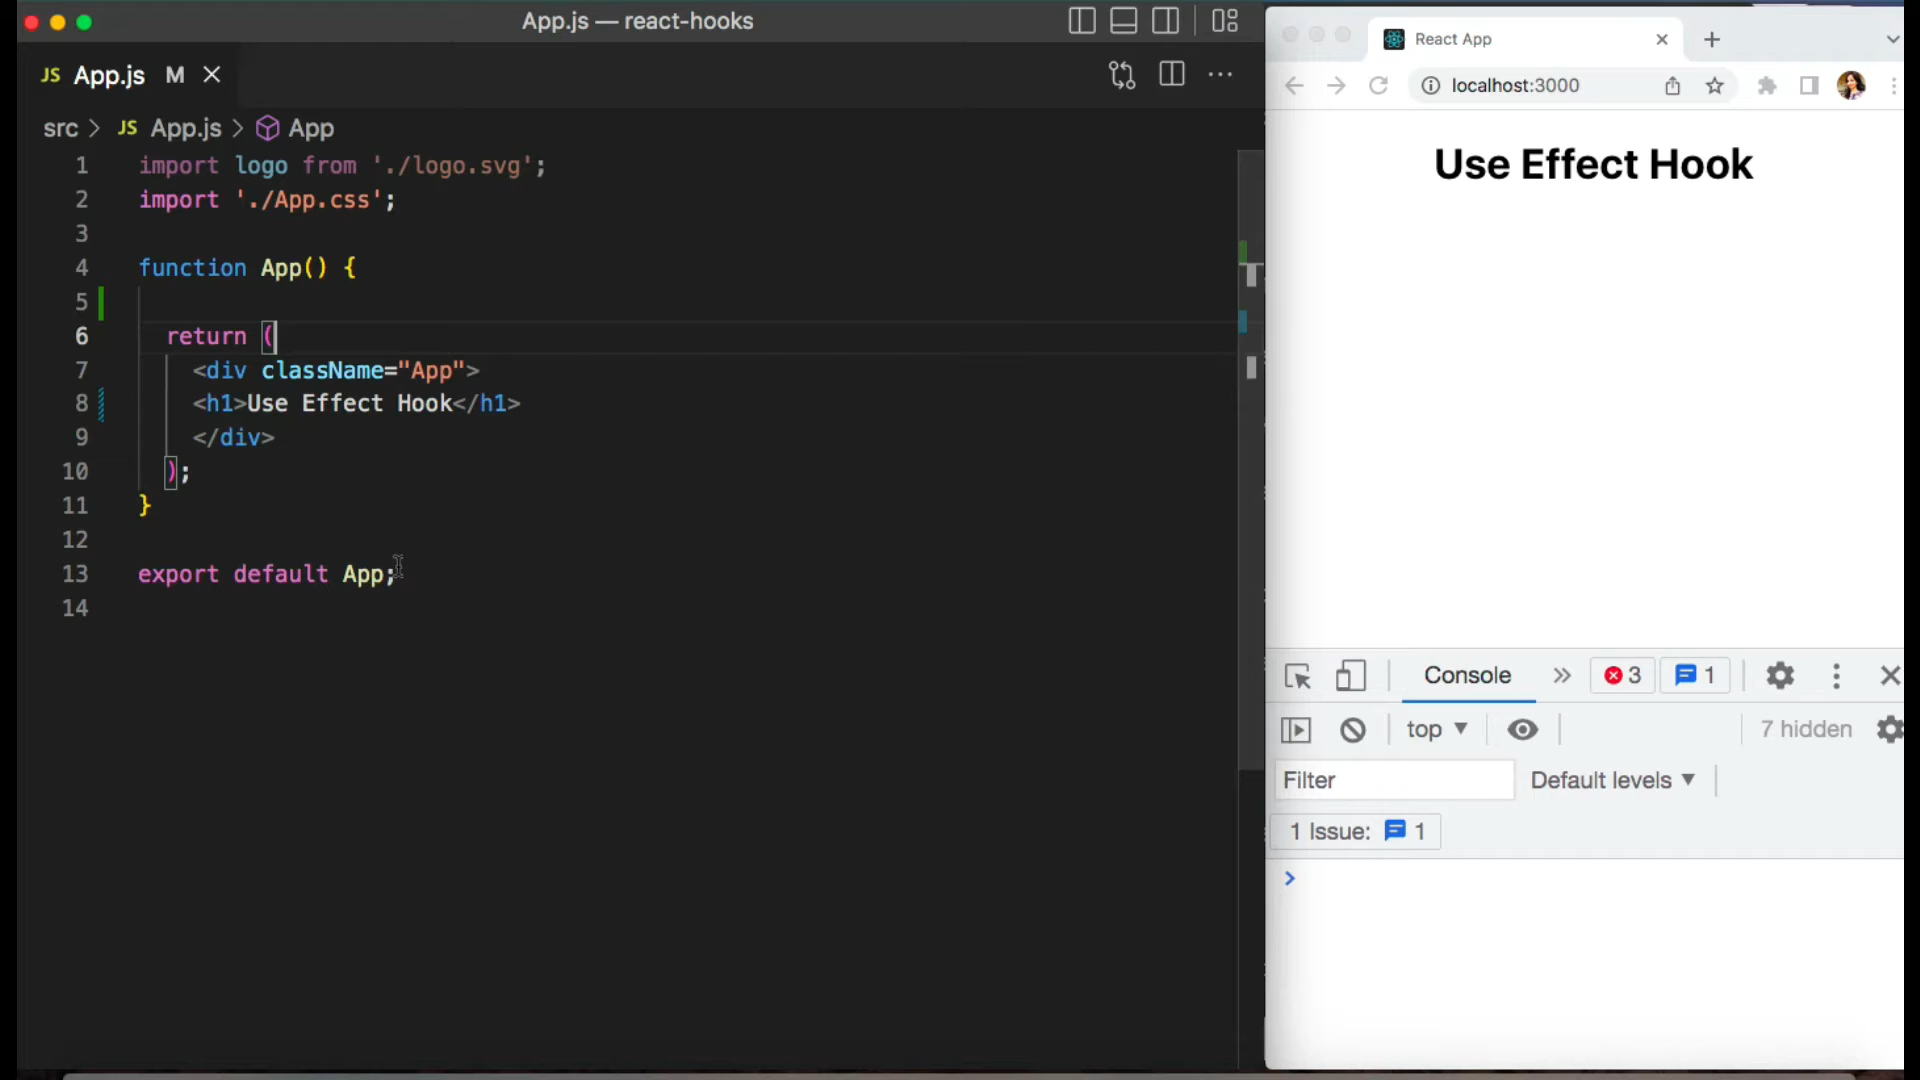 App.js — react-hooks
JS App.js M
src > JS App.js > App
1 import logo from './logo.svg';
2 import './App.css';
3
4 function App() {
5
6 return (
7 <div className="App">
8 <h1>Use Effect Hook</h1>
9 </div>
10 );
11 }
12
13 export default App;
14
React App
localhost:3000
Use Effect Hook
Console » 3 1
top ▼ 7 hidden
Filter Default levels ▼
1 Issue: 1
>